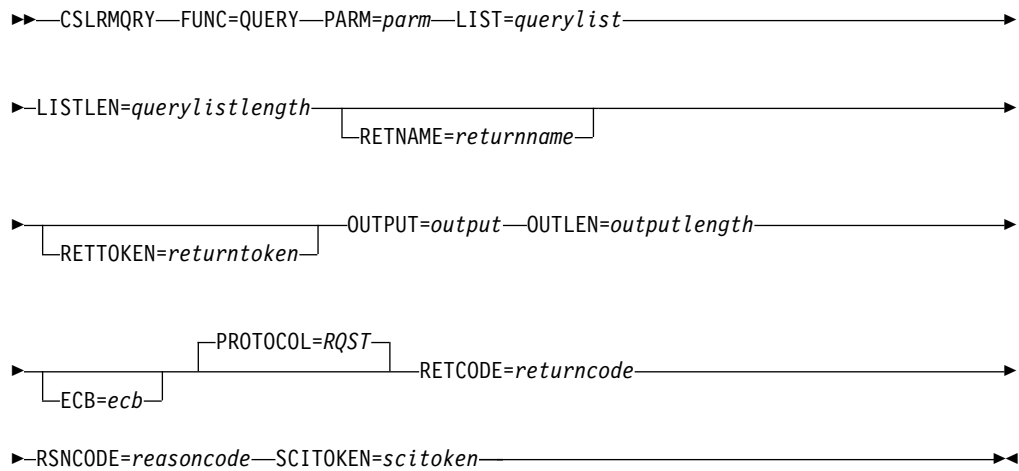 CSLRMQRY FUNC=QUERY PARM=parm LIST=querylist
LISTLEN=querylistlength
RETNAME=returnname
OUTPUT=output OUTLEN=outputlength
RETTOKEN=returntoken
PROTOCOL=RQST
RETCODE=returncode
ECB=ecb
RSNCODE=reasoncode SCITOKEN=scitoken